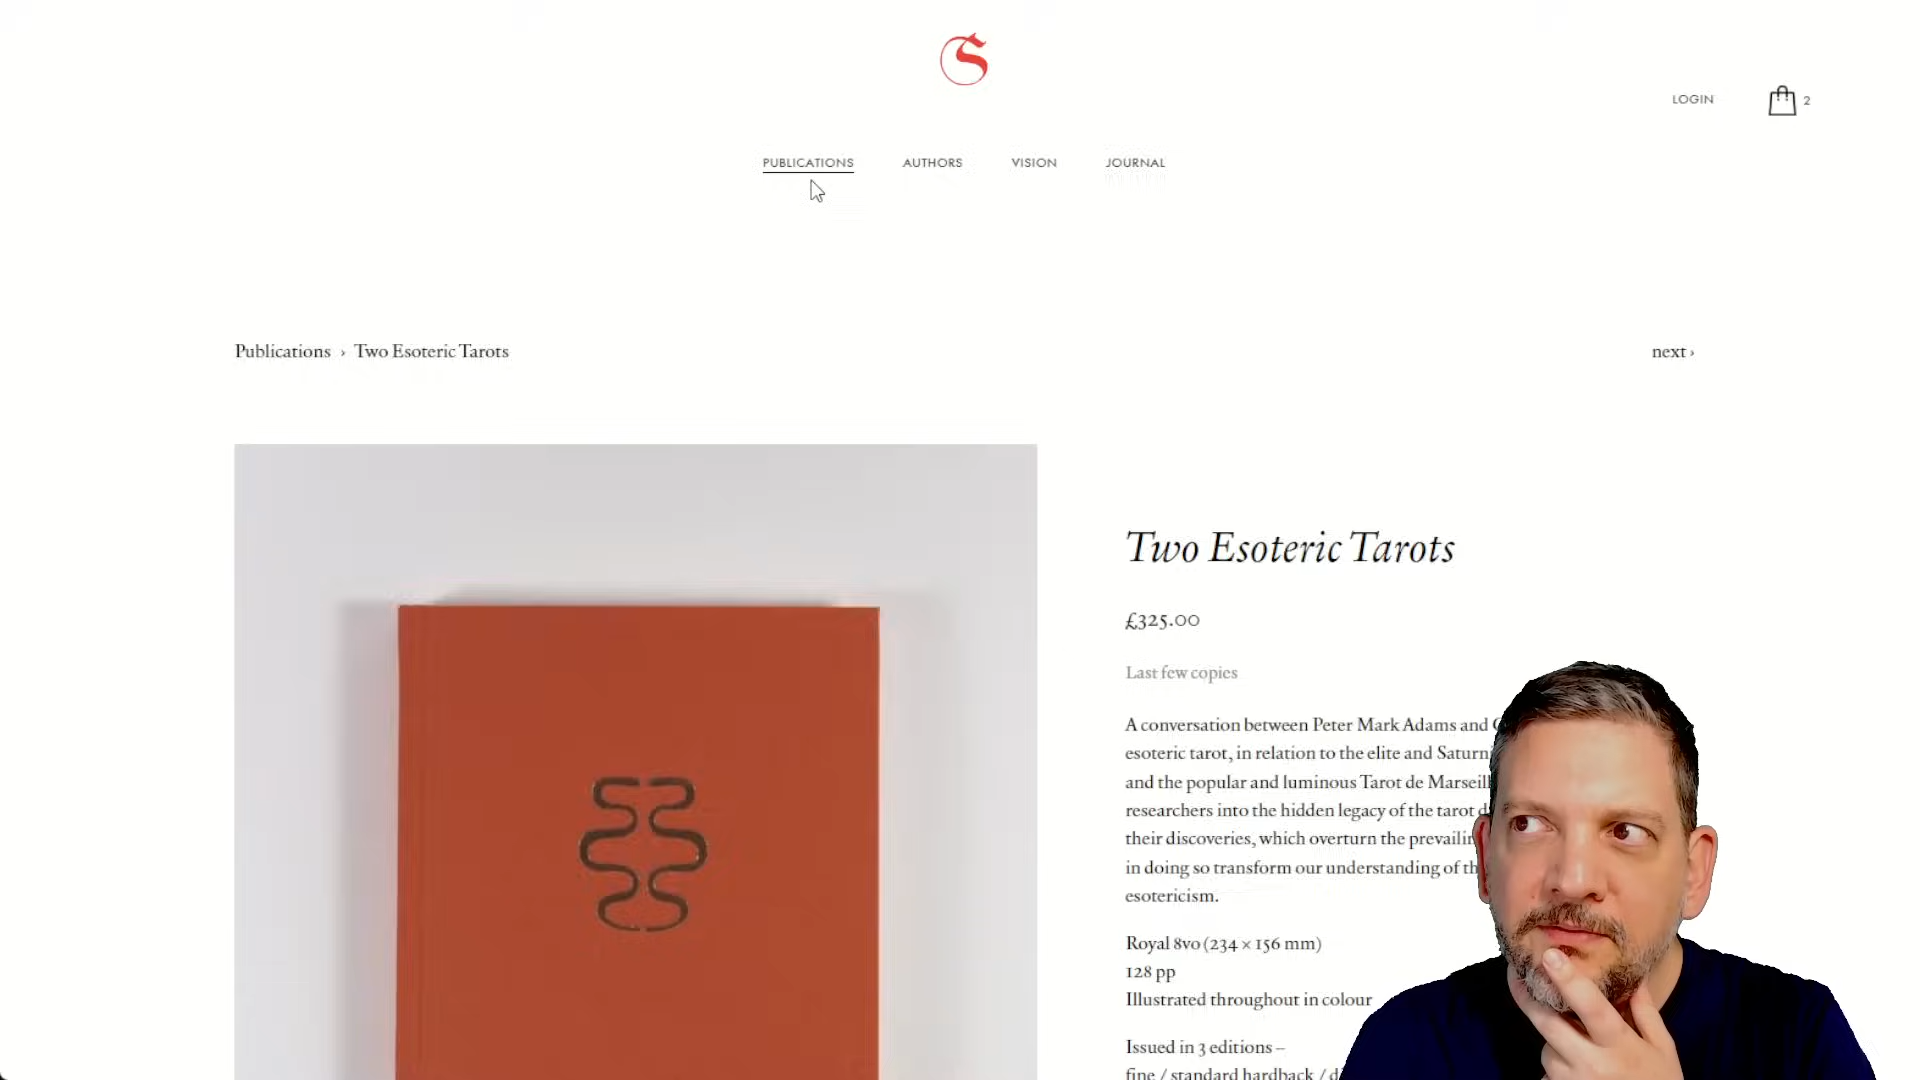 S
LOGIN
2
PUBLICATIONS AUTHORS VISION JOURNAL
Publications › Two Esoteric Tarots
next ›
Two Esoteric Tarots
£325.00
Last few copies
A conversation between Peter Mark Adams and
esoteric tarot, in relation to the elite and
and the popular and luminous Tarot de
researchers into the hidden legacy of the tarot
their discoveries, which overturn the
in doing so transform our understanding of
esotericism.
Royal 8vo (234 × 156 mm)
128 pp
Illustrated throughout in colour
Issued in 3 editions –
fine / standard hardback /